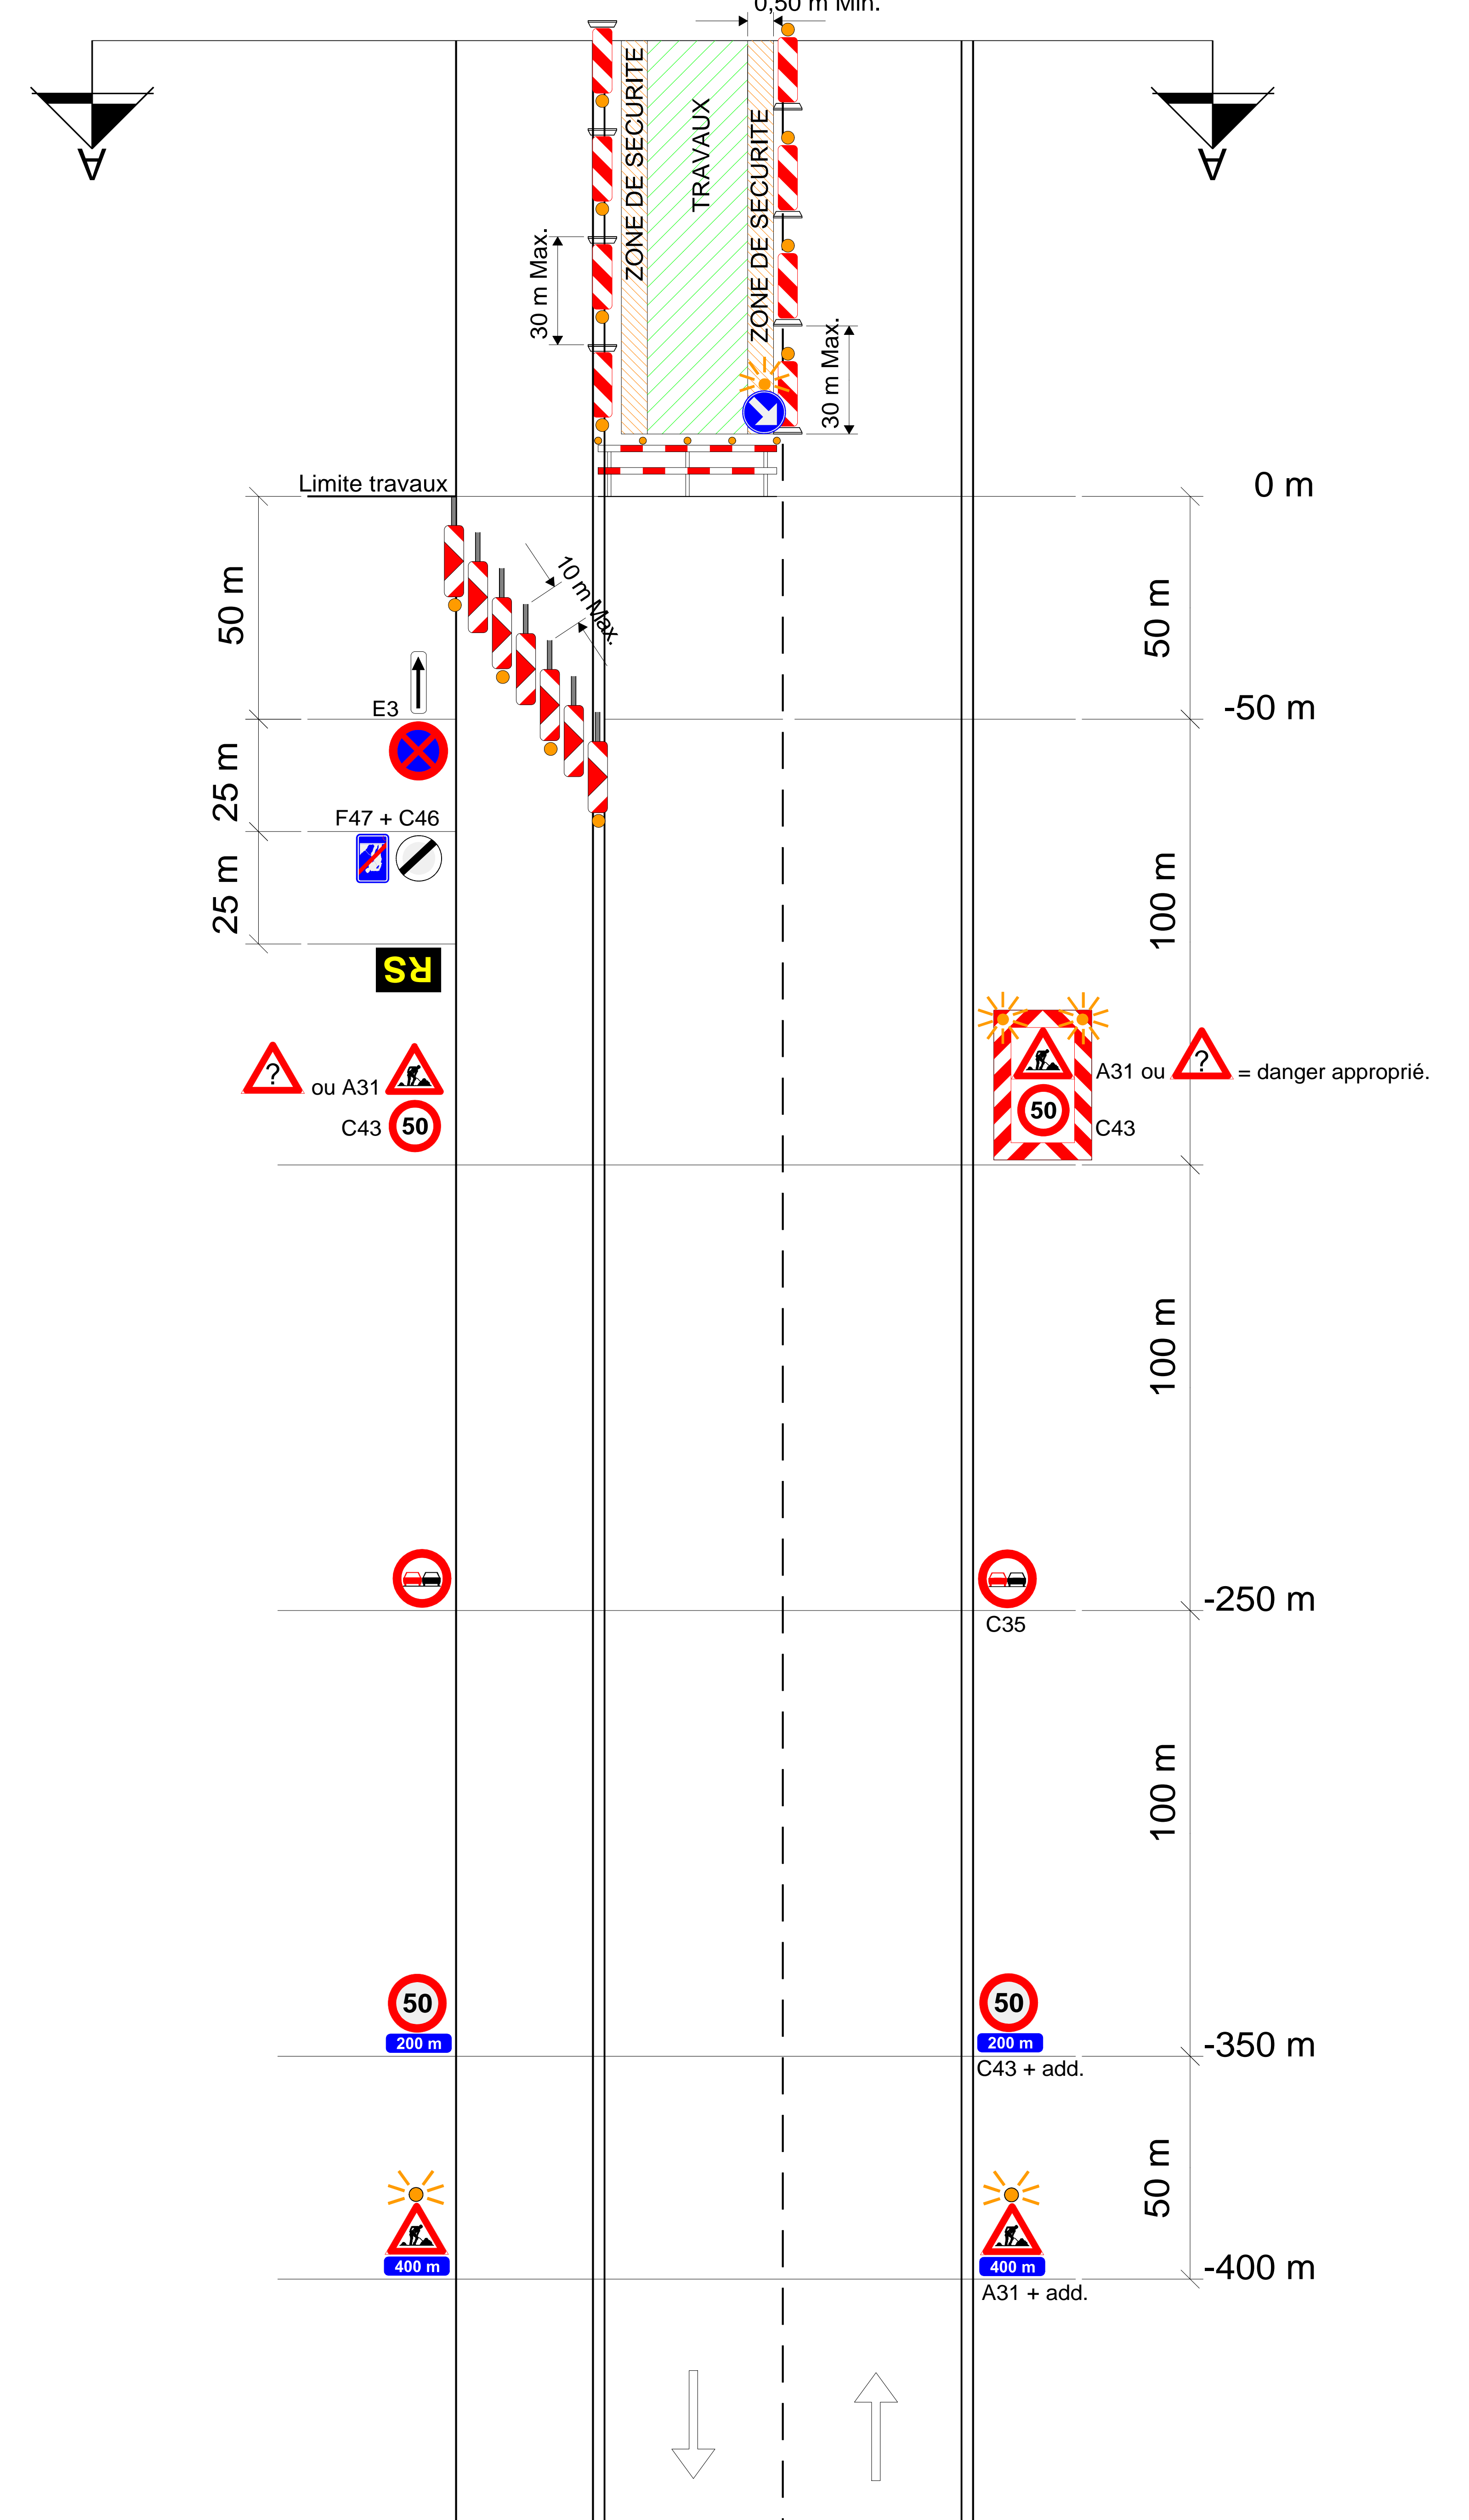 0,50 m Min.
A
A
ZONE DE SECURITE
TRAVAUX
ZONE DE SECURITE
30 m Max.
30 m Max.
Limite travaux
0 m
50 m
10 m Max.
50 m
E3
-50 m
25 m
F47 + C46
25 m
100 m
RS
?
ou A31
C43
50
A31 ou
?
= danger approprié.
50
C43
100 m
C35
-250 m
100 m
50
200 m
50
200 m
-350 m
C43 + add.
50 m
400 m
400 m
-400 m
A31 + add.